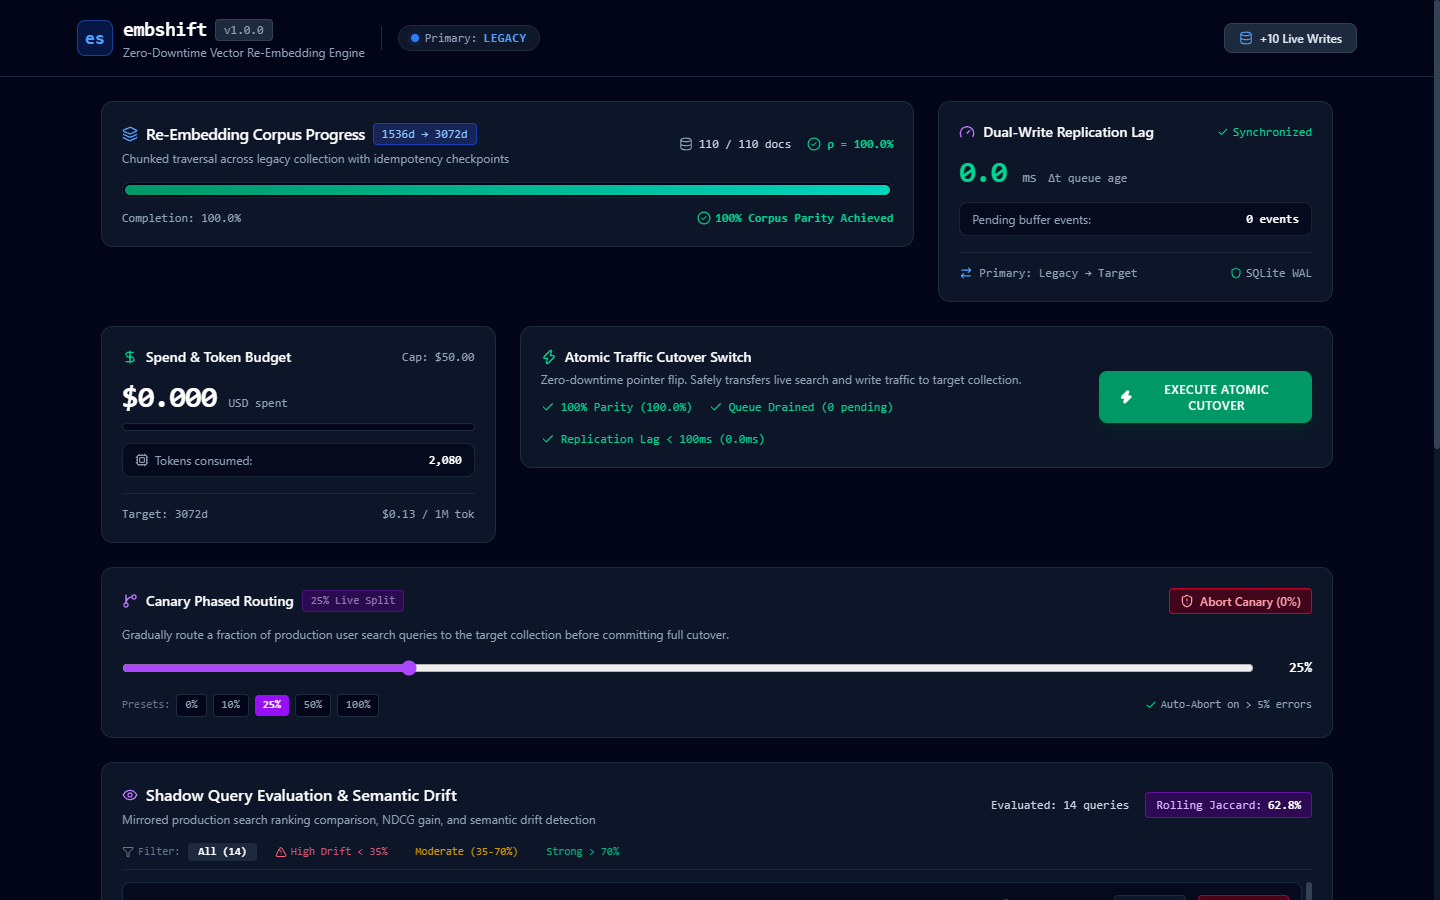 es
embshift v1.0.0
Zero-Downtime Vector Re-Embedding Engine
Primary: LEGACY
+10 Live Writes
Re-Embedding Corpus Progress 1536d → 3072d
Chunked traversal across legacy collection with idempotency checkpoints
110 / 110 docs ρ = 100.0%
Completion: 100.0%
100% Corpus Parity Achieved
Dual-Write Replication Lag
Synchronized
0.0 ms Δt queue age
Pending buffer events: 0 events
Primary: Legacy → Target
SQLite WAL
Spend & Token Budget
Cap: $50.00
$0.000 USD spent
Tokens consumed: 2,080
Target: 3072d
$0.13 / 1M tok
Atomic Traffic Cutover Switch
Zero-downtime pointer flip. Safely transfers live search and write traffic to target collection.
100% Parity (100.0%) Queue Drained (0 pending)
Replication Lag < 100ms (0.0ms)
EXECUTE ATOMIC
CUTOVER
Canary Phased Routing 25% Live Split
Abort Canary (0%)
Gradually route a fraction of production user search queries to the target collection before committing full cutover.
25%
Presets: 0% 10% 25% 50% 100%
Auto-Abort on > 5% errors
Shadow Query Evaluation & Semantic Drift
Mirrored production search ranking comparison, NDCG gain, and semantic drift detection
Evaluated: 14 queries
Rolling Jaccard: 62.8%
Filter: All (14) High Drift < 35% Moderate (35-70%) Strong > 70%